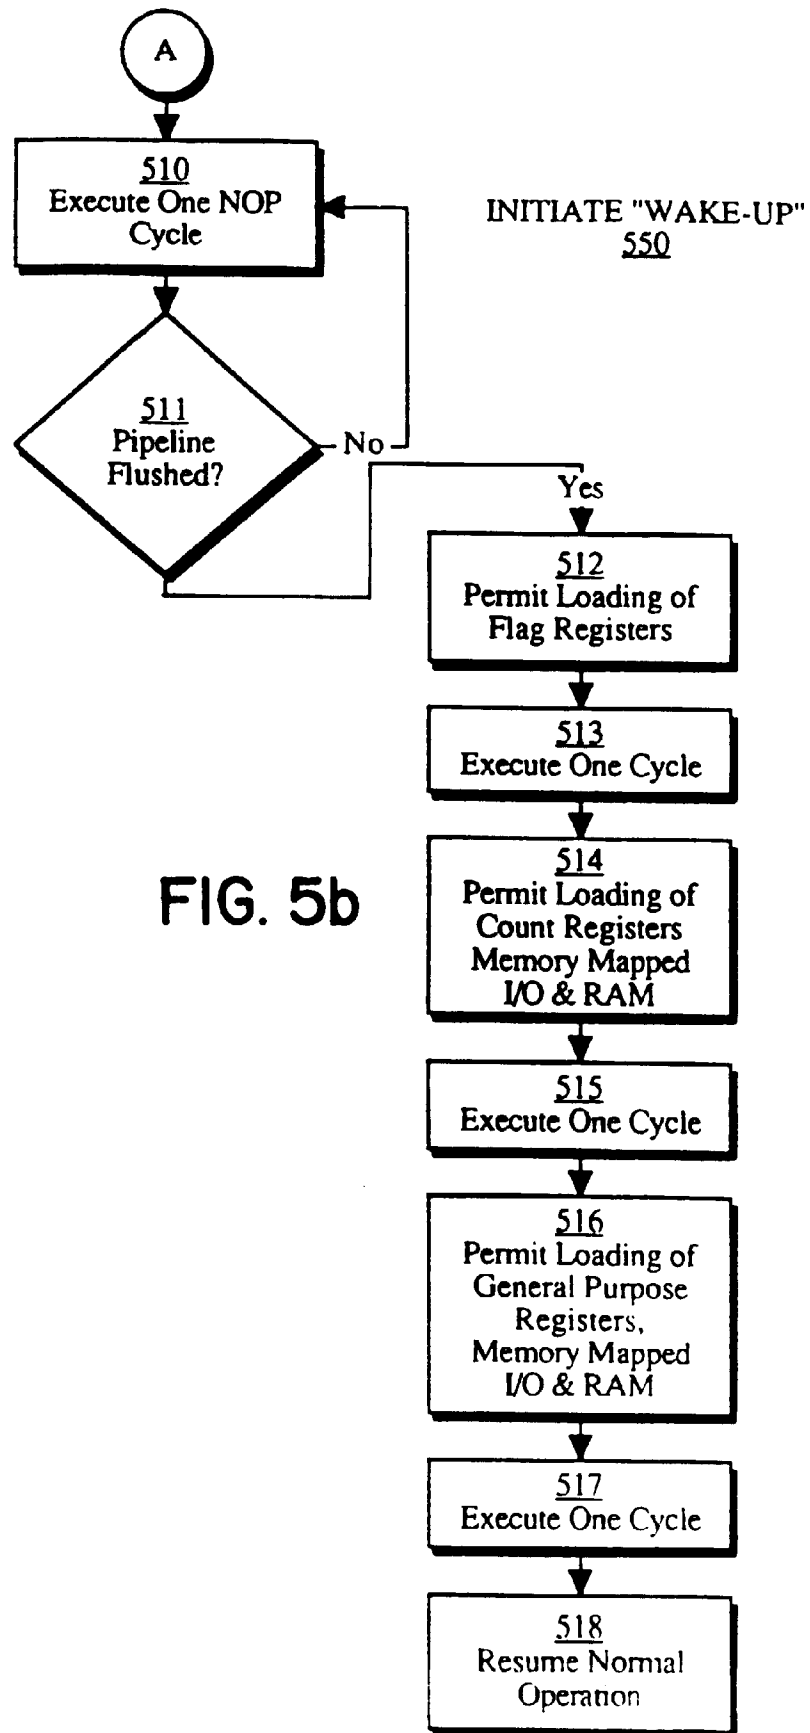 A
510
Execute One NOP
Cycle
INITIATE "WAKE-UP"
550
511
Pipeline
Flushed?
No
Yes
512
Permit Loading of
Flag Registers
513
Execute One Cycle
FIG. 5b
514
Permit Loading of
Count Registers
Memory Mapped
I/O & RAM
515
Execute One Cycle
516
Permit Loading of
General Purpose
Registers,
Memory Mapped
I/O & RAM
517
Execute One Cycle
518
Resume Normal
Operation